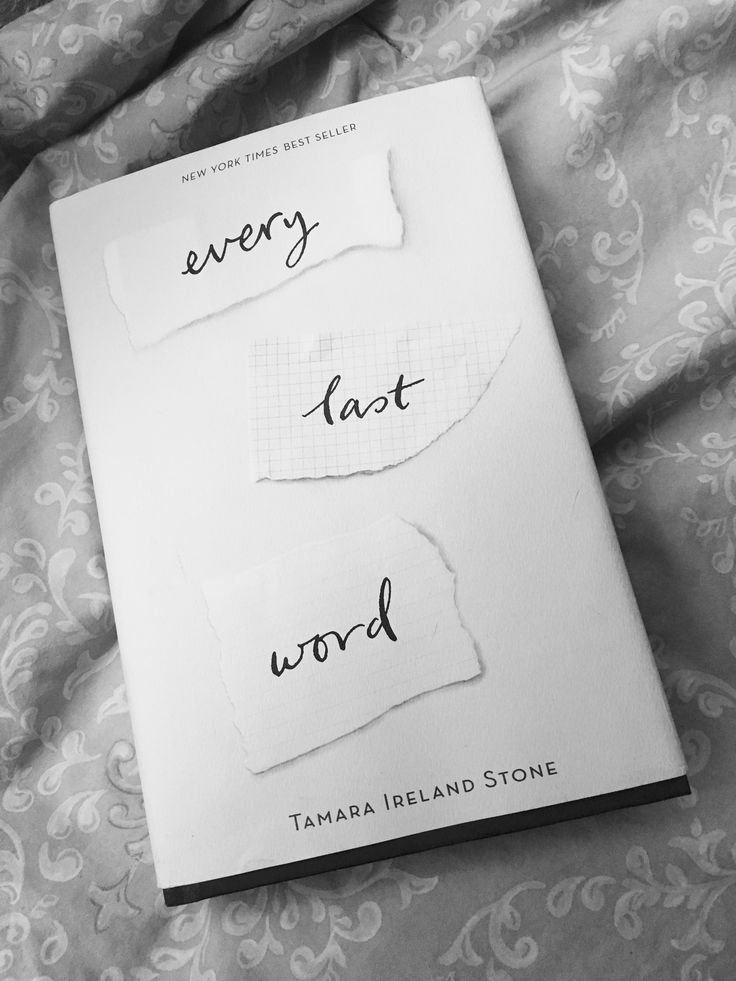 NEW YORK TIMES BEST SELLER
every
last
word
TAMARA IRELAND STONE